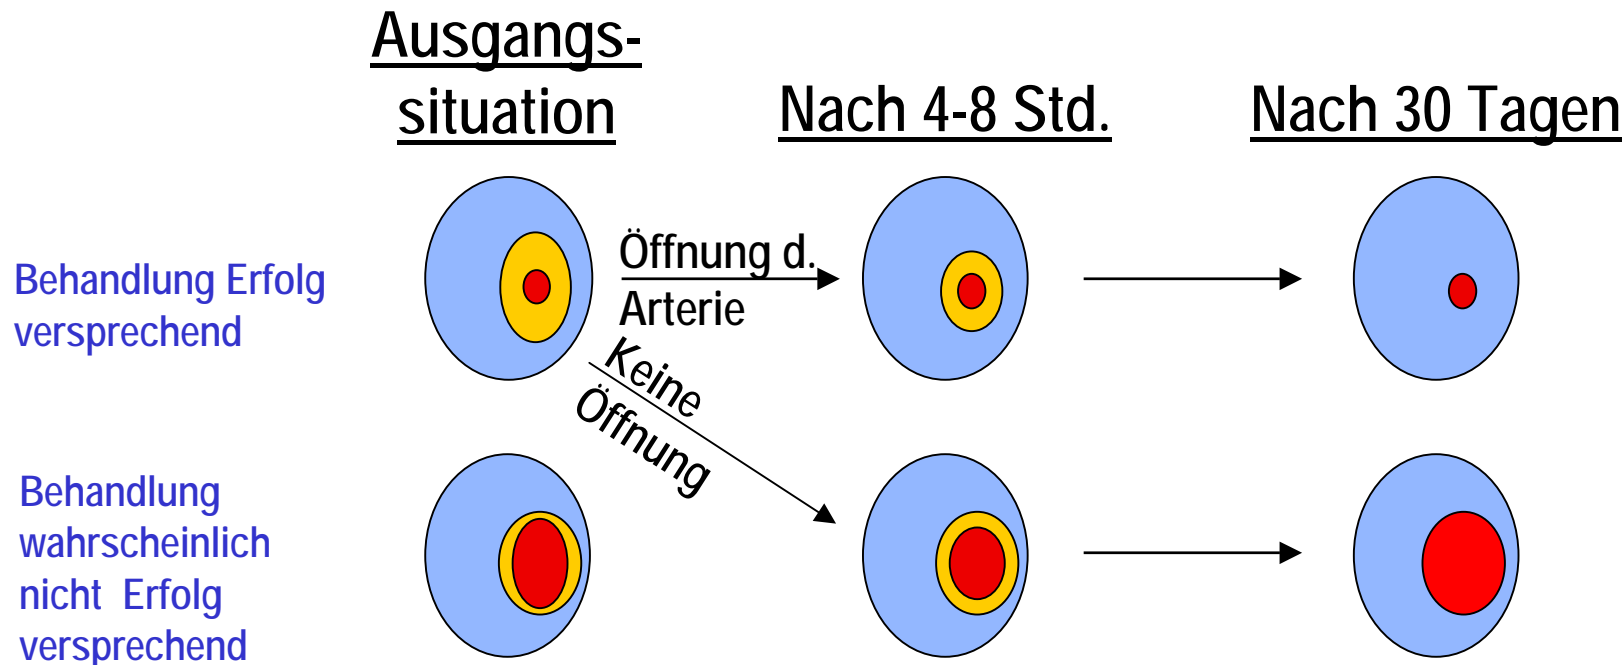 Ausgangs-
situation
Nach 4-8 Std.
Nach 30 Tagen
Behandlung Erfolg
versprechend
Öffnung d.
Arterie
Keine
Öffnung
Behandlung
wahrscheinlich
nicht Erfolg
versprechend